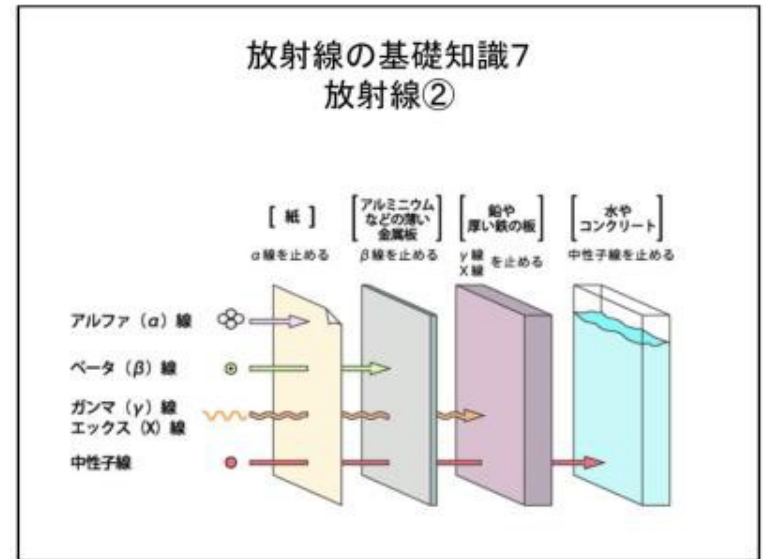 放射線の基礎知識7
放射線②
[ 紙 ]
α線を止める
[アルミニウム
などの薄い
金属板]
β線を止める
[鉛や
厚い鉄の板]
γ線
X線 を止める
[水や
コンクリート]
中性子線を止める
アルファ（α）線
ベータ（β）線
ガンマ（γ）線
エックス（X）線
中性子線